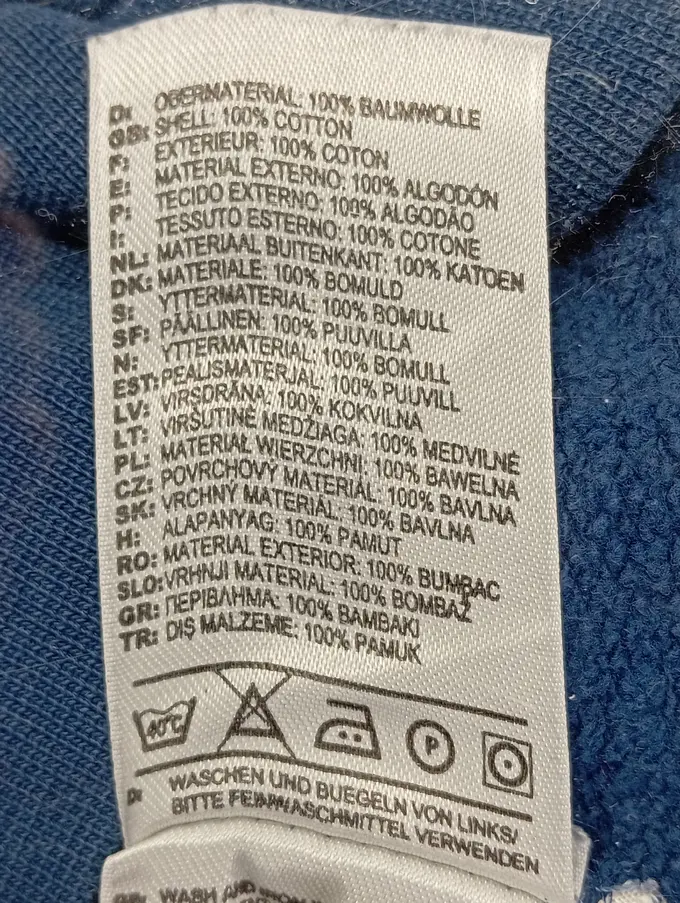 D: OBERMATERIAL: 100% BAUMWOLLE
GB: SHELL: 100% COTTON
F: EXTERIEUR: 100% COTON
E: MATERIAL EXTERNO: 100% ALGODÓN
P: TECIDO EXTERNO: 100% ALGODÃO
I: TESSUTO ESTERNO: 100% COTONE
NL: MATERIAAL BUITENKANT: 100% KATOEN
DK: MATERIALE: 100% BOMULD
S: YTTERMATERIAL: 100% BOMULL
SF: PÄÄLLINEN: 100% PUUVILLA
N: YTTERMATERIAL: 100% BOMULL
EST: PEALISMATERJAL: 100% PUUVILL
LV: VIRSDRĀNA: 100% KOKVILNA
LT: VIRŠUTINĖ MEDŽIAGA: 100% MEDVILNĖ
PL: MATERIAŁ WIERZCHNI: 100% BAWEŁNA
CZ: POVRCHOVÝ MATERIÁL: 100% BAVLNA
SK: VRCHNÝ MATERIÁL: 100% BAVLNA
H: ALAPANYAG: 100% PAMUT
RO: MATERIAL EXTERIOR: 100% BUMBAC
SLO: VRHNJI MATERIAL: 100% BOMBAŽ
GR: ΠΕΡΙΒΛΗΜΑ: 100% BAMBAKI
TR: DIŞ MALZEME: 100% PAMUK
40°C P
D: WASCHEN UND BUEGELN VON LINKS/
BITTE FEINWASCHMITTEL VERWENDEN
GB: WASH AND IRON